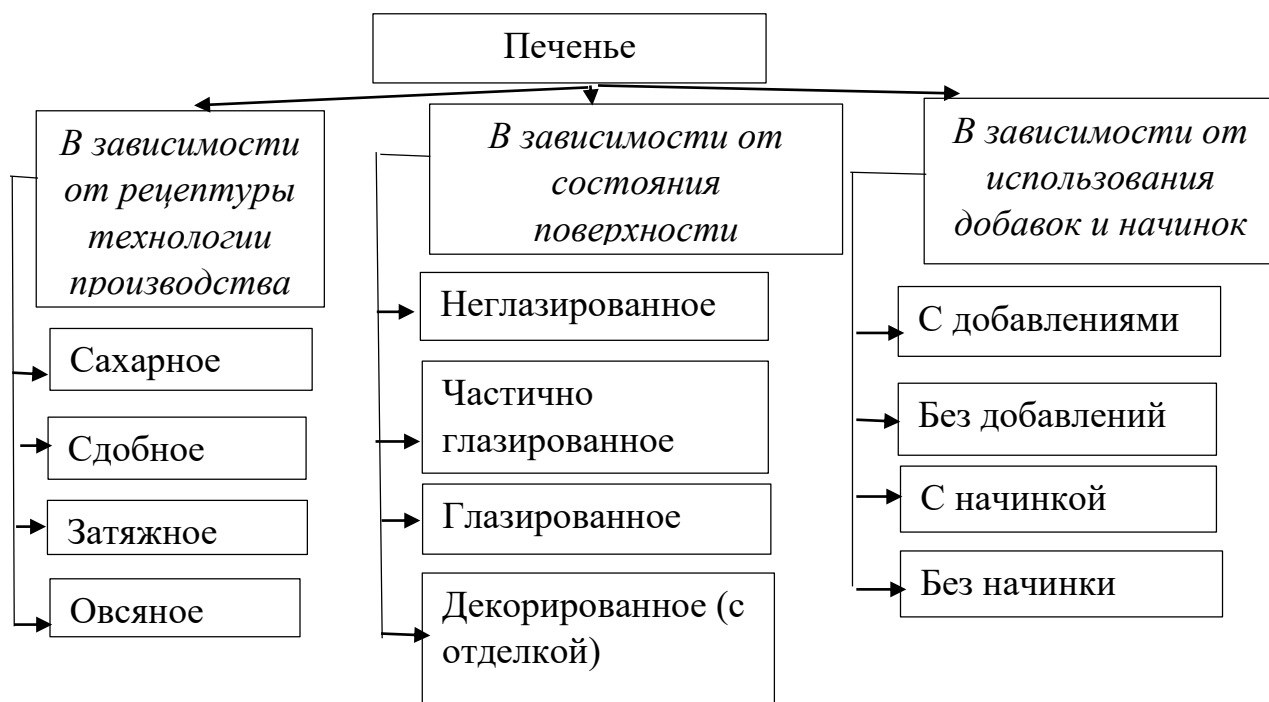 Печенье
В зависимости
от рецептуры
технологии
производства
Сахарное
Сдобное
Затяжное
Овсяное
В зависимости от
состояния
поверхности
Неглазированное
Частично
глазированное
Глазированное
Декорированное (с
отделкой)
В зависимости от
использования
добавок и начинок
С добавлениями
Без добавлений
С начинкой
Без начинки